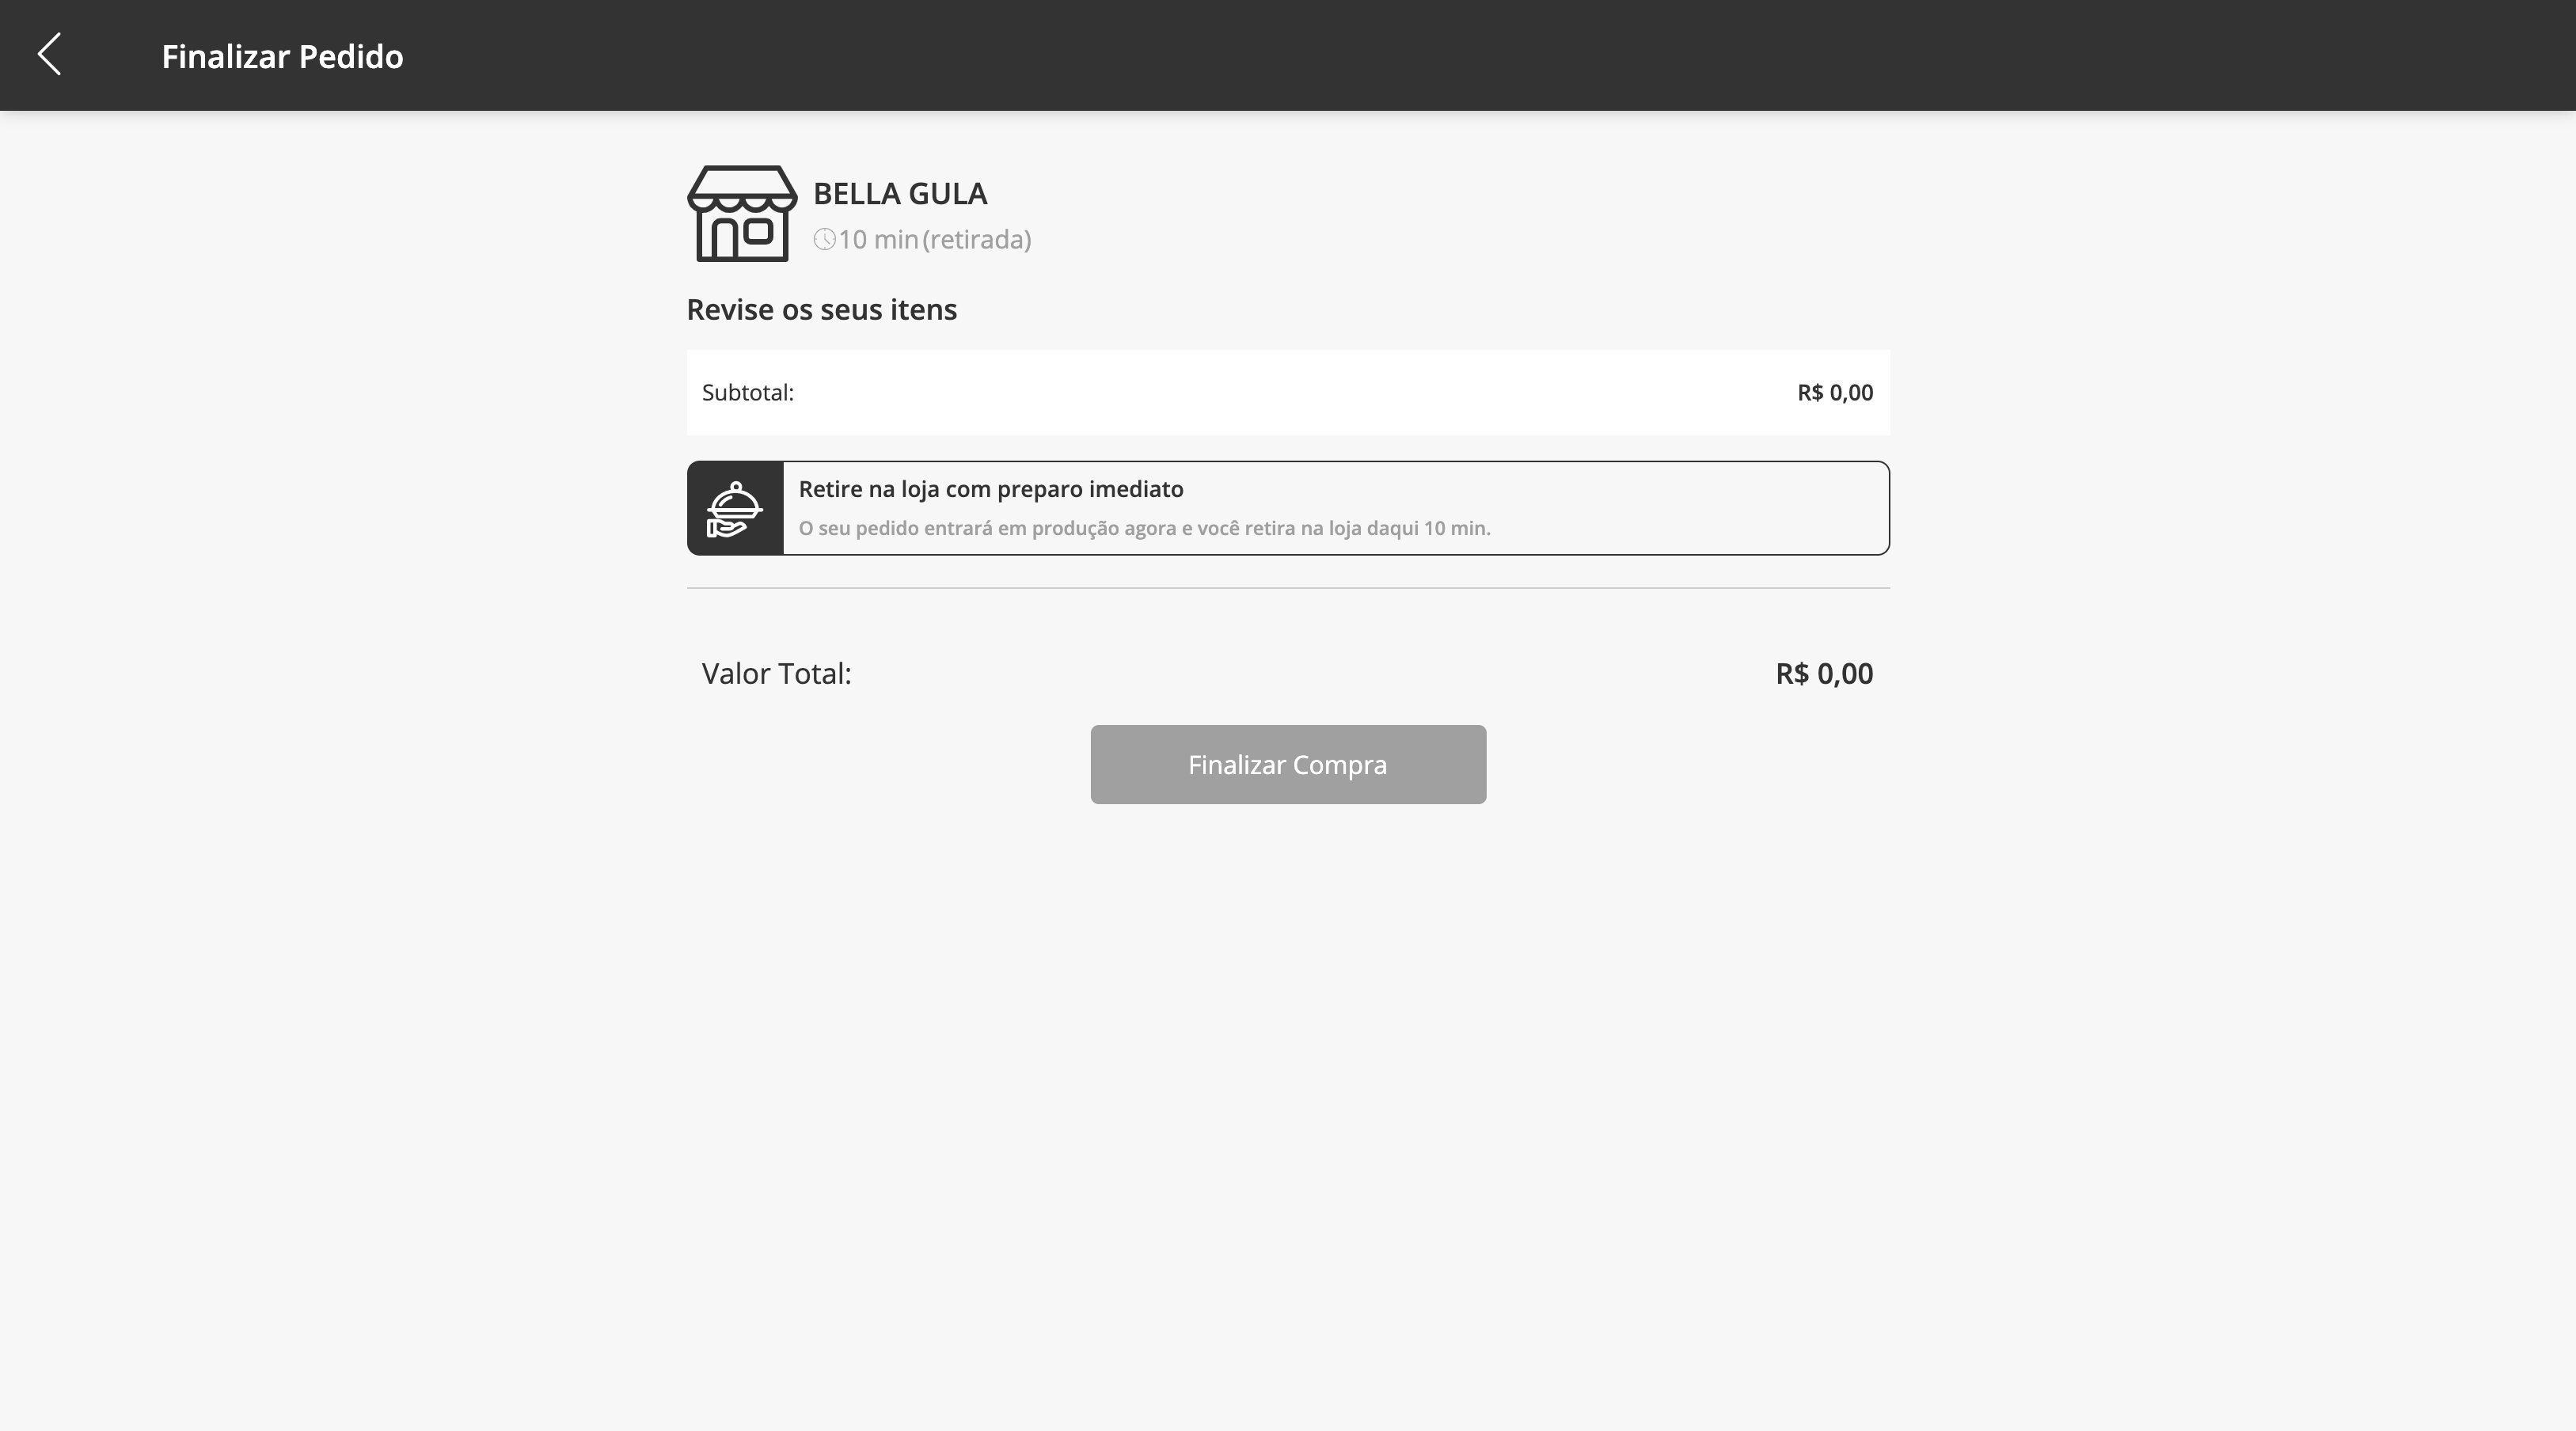 Finalizar Pedido
BELLA GULA
10 min (retirada)
Revise os seus itens
Subtotal: R$ 0,00
Retire na loja com preparo imediato
O seu pedido entrará em produção agora e você retira na loja daqui 10 min.
Valor Total: R$ 0,00
Finalizar Compra